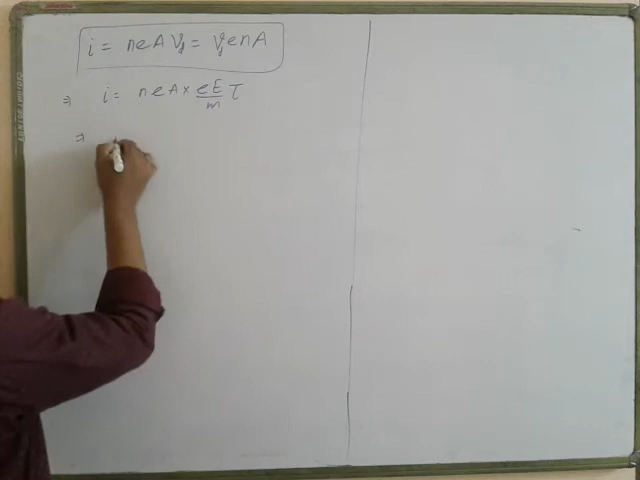 i = neAV_d = V_d enA
⇒ i = neA × eE/m τ
⇒